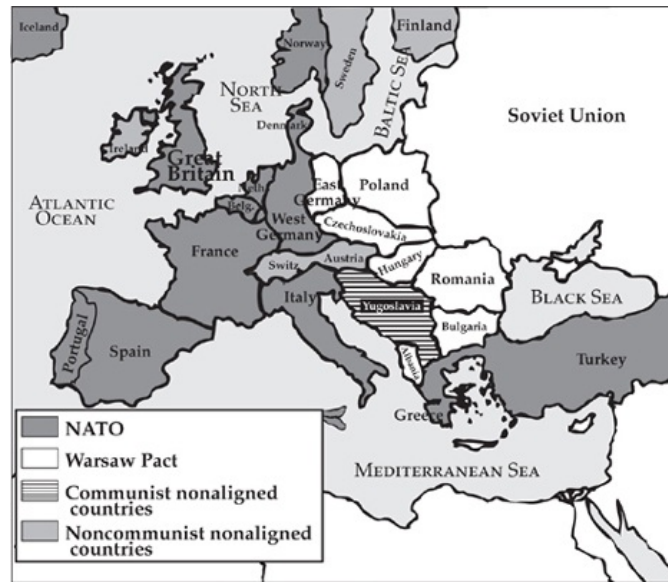 Iceland
Norway
Sweden
Finland
NORTH
SEA
BALTIC SEA
Soviet Union
Denmark
Ireland
Great
Britain
Neth.
Belg.
East
Germany
Poland
ATLANTIC
OCEAN
West
Germany
Czechoslovakia
France
Switz
Austria
Hungary
Romania
Italy
Yugoslavia
BLACK SEA
Bulgaria
Portugal
Spain
Albania
Turkey
Greece
MEDITERRANEAN SEA
NATO
Warsaw Pact
Communist nonaligned
countries
Noncommunist nonaligned
countries